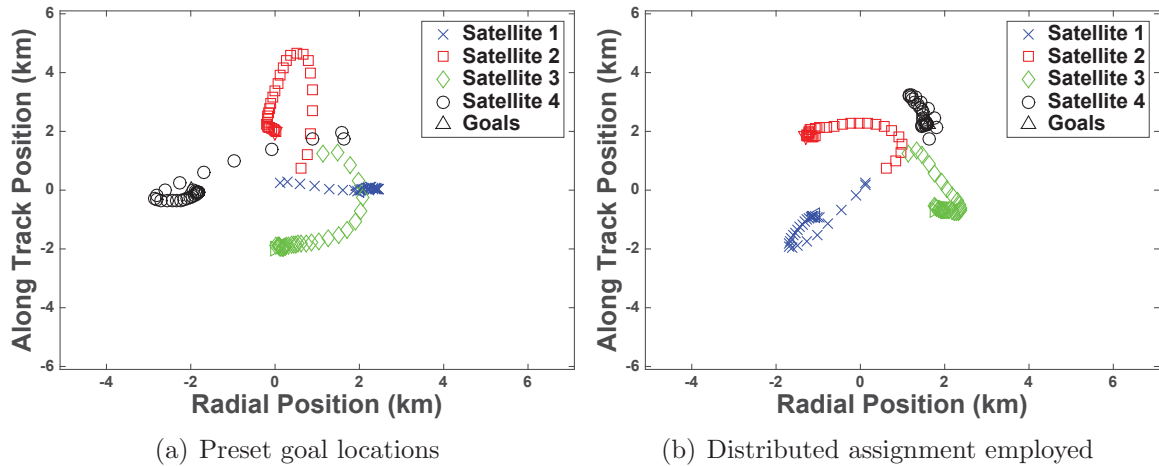 6
4
2
0
-2
-4
-6
-4
-2
0
2
4
6
Along Track Position (km)
Radial Position (km)
Satellite 1
Satellite 2
Satellite 3
Satellite 4
Goals
(a) Preset goal locations
6
4
2
0
-2
-4
-6
-4
-2
0
2
4
6
Along Track Position (km)
Radial Position (km)
Satellite 1
Satellite 2
Satellite 3
Satellite 4
Goals
(b) Distributed assignment employed